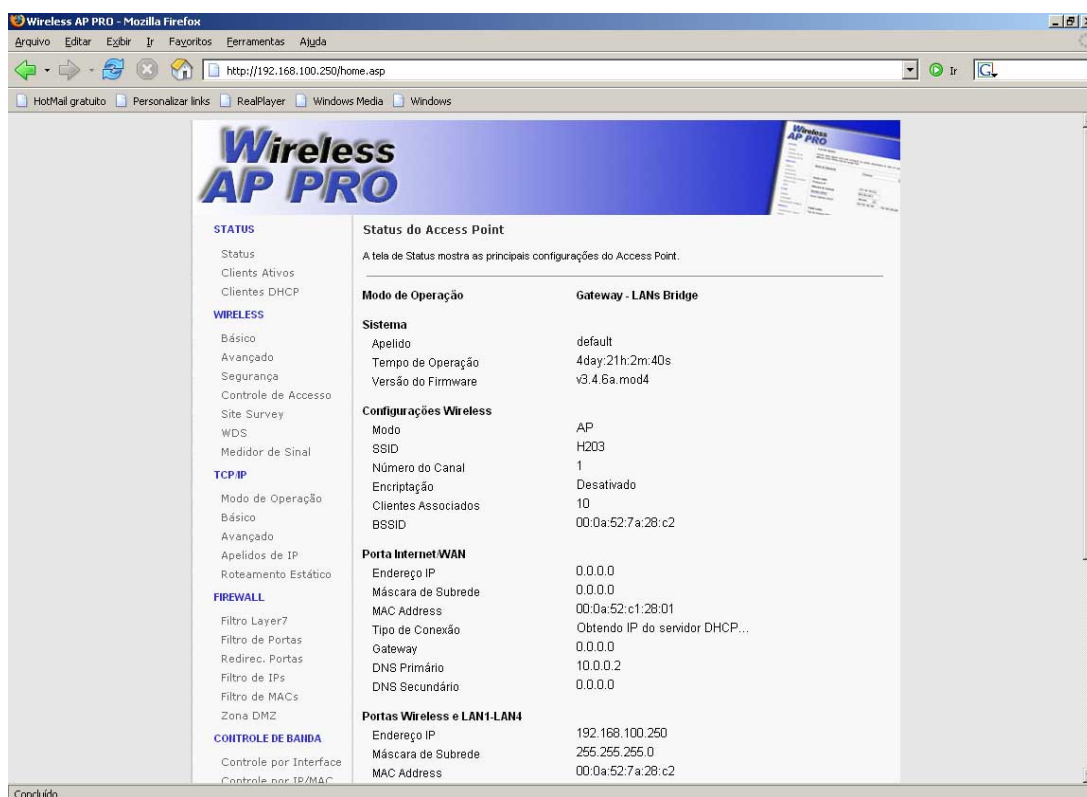 Wireless AP PRO - Mozilla Firefox
Arquivo Editar Exibir Ir Favoritos Ferramentas Ajuda
http://192.168.100.250/home.asp
Ir
G
HotMail gratuito Personalizar links RealPlayer Windows Media Windows
Wireless
AP PRO
Wireless
AP PRO
STATUS
Status
Clients Ativos
Clientes DHCP
WIRELESS
Básico
Avançado
Segurança
Controle de Accesso
Site Survey
WDS
Medidor de Sinal
TCP/IP
Modo de Operação
Básico
Avançado
Apelidos de IP
Roteamento Estático
FIREWALL
Filtro Layer7
Filtro de Portas
Redirec. Portas
Filtro de IPs
Filtro de MACs
Zona DMZ
CONTROLE DE BANDA
Controle por Interface
Controle por IP/MAC
Status do Access Point
A tela de Status mostra as principais configurações do Access Point.
Modo de Operação Gateway - LANs Bridge
Sistema
Apelido default
Tempo de Operação 4day:21h:2m:40s
Versão do Firmware v3.4.6a.mod4
Configurações Wireless
Modo AP
SSID H203
Número do Canal 1
Encriptação Desativado
Clientes Associados 10
BSSID 00:0a:52:7a:28:c2
Porta Internet/WAN
Endereço IP 0.0.0.0
Máscara de Subrede 0.0.0.0
MAC Address 00:0a:52:c1:28:01
Tipo de Conexão Obtendo IP do servidor DHCP...
Gateway 0.0.0.0
DNS Primário 10.0.0.2
DNS Secundário 0.0.0.0
Portas Wireless e LAN1-LAN4
Endereço IP 192.168.100.250
Máscara de Subrede 255.255.255.0
MAC Address 00:0a:52:7a:28:c2
Concluído